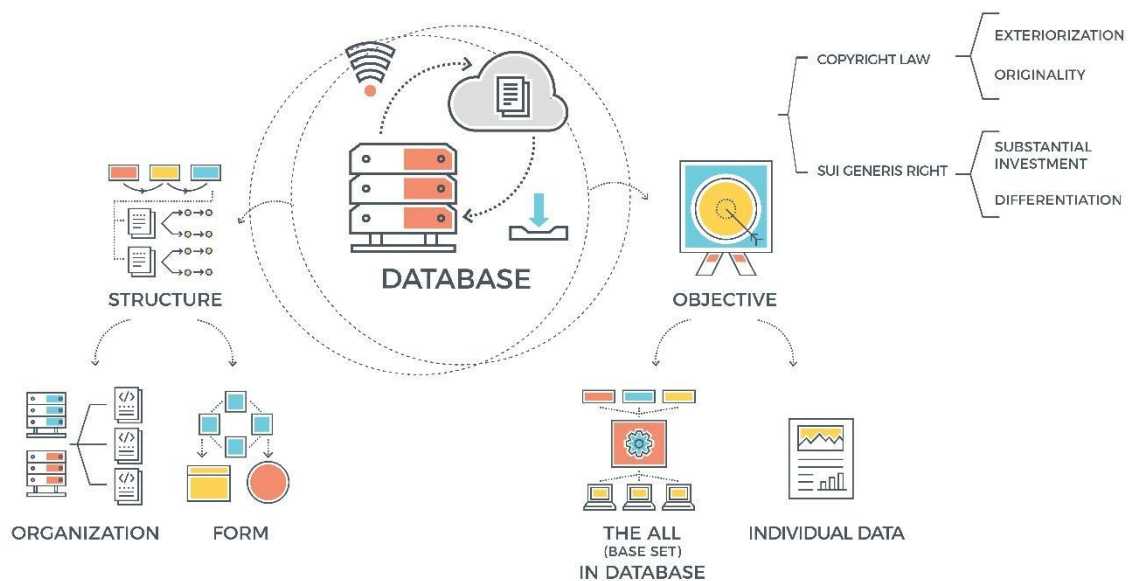 EXTERIORIZATION
COPYRIGHT LAW
ORIGINALITY
SUBSTANTIAL
INVESTMENT
SUI GENERIS RIGHT
DIFFERENTIATION
DATABASE
STRUCTURE
OBJECTIVE
ORGANIZATION
FORM
THE ALL
(BASE SET)
IN DATABASE
INDIVIDUAL DATA